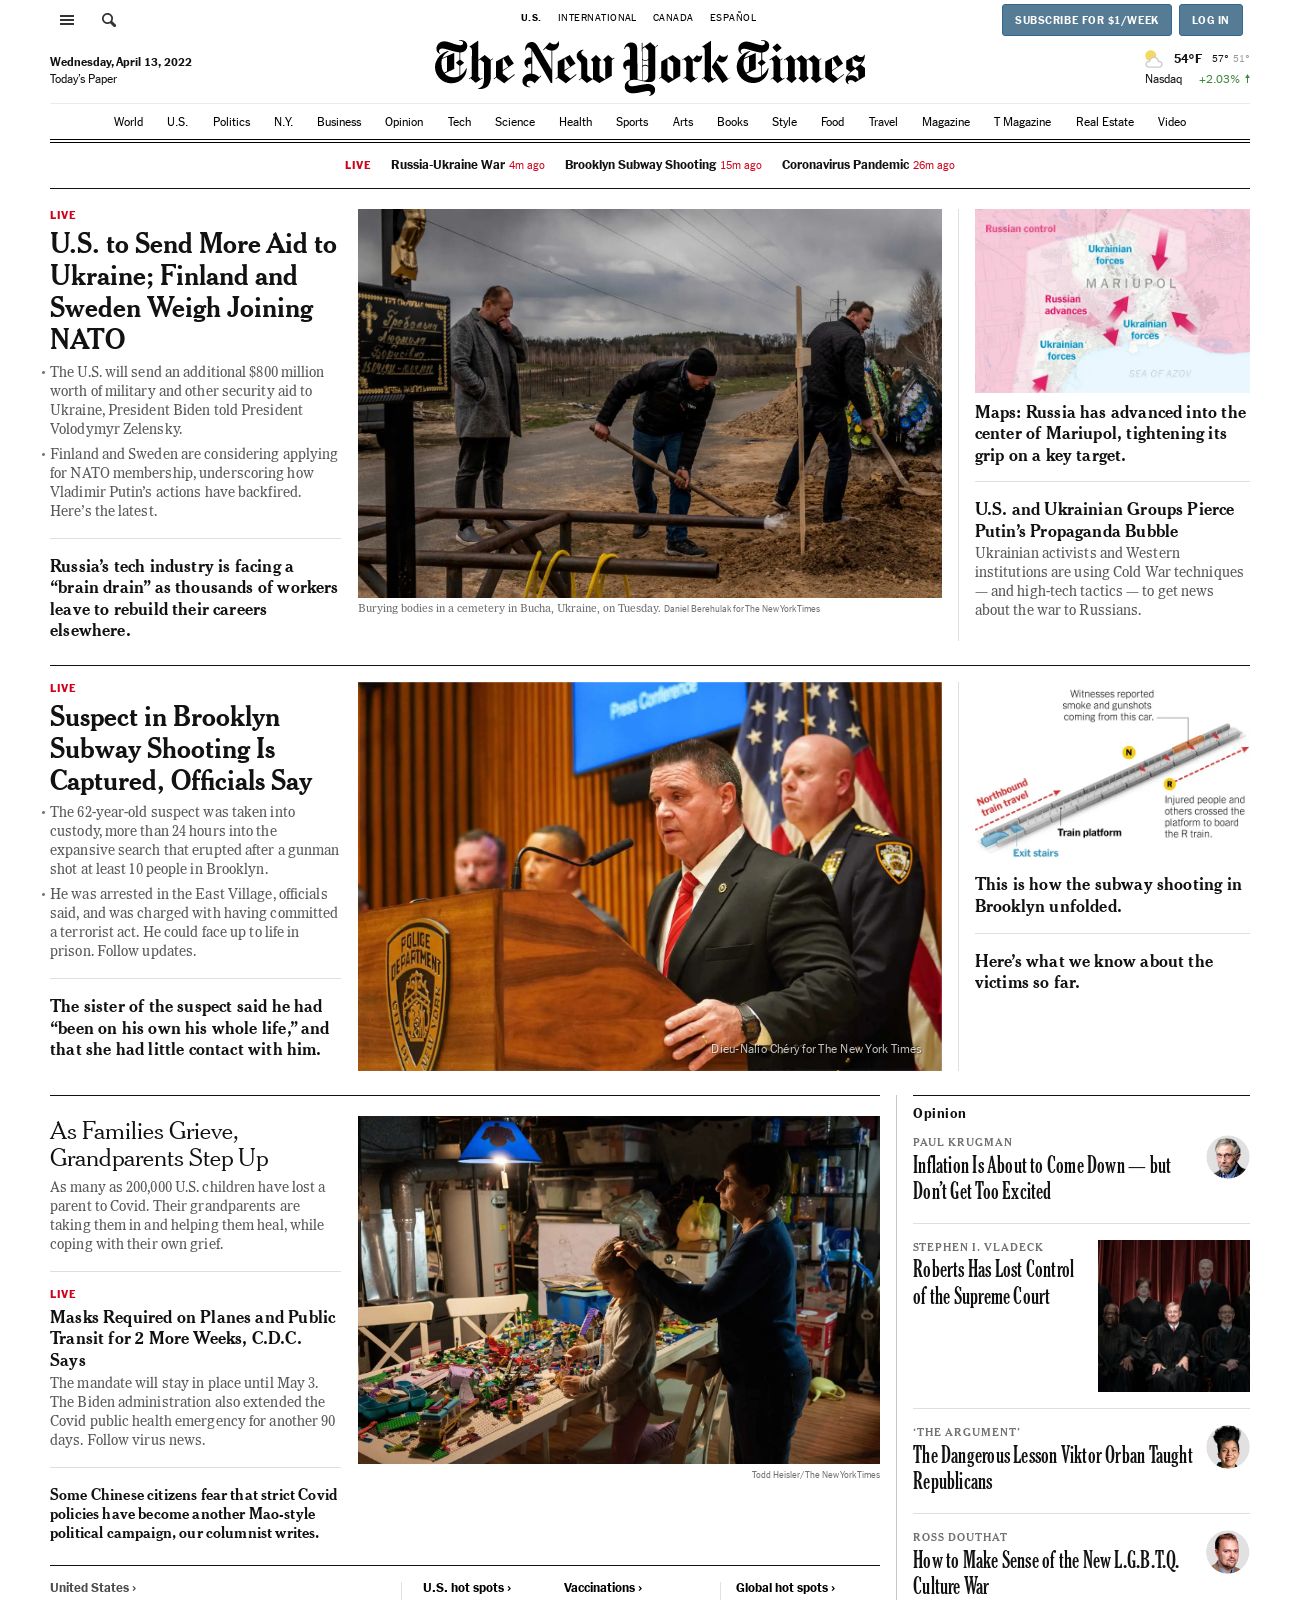 U.S. INTERNATIONAL CANADA ESPAÑOL
SUBSCRIBE FOR $1/WEEK LOG IN
Wednesday, April 13, 2022
Today's Paper
The New York Times
54°F 57° 51°
Nasdaq +2.03% ↑
World U.S. Politics N.Y. Business Opinion Tech Science Health Sports Arts Books Style Food Travel Magazine T Magazine Real Estate Video
LIVE Russia-Ukraine War 4m ago Brooklyn Subway Shooting 15m ago Coronavirus Pandemic 26m ago
LIVE
U.S. to Send More Aid to
Ukraine; Finland and
Sweden Weigh Joining
NATO
• The U.S. will send an additional $800 million
worth of military and other security aid to
Ukraine, President Biden told President
Volodymyr Zelensky.
• Finland and Sweden are considering applying
for NATO membership, underscoring how
Vladimir Putin's actions have backfired.
Here's the latest.
Russia's tech industry is facing a
“brain drain” as thousands of workers
leave to rebuild their careers
elsewhere.
Burying bodies in a cemetery in Bucha, Ukraine, on Tuesday. Daniel Berehulak for The New York Times
Russian control
Ukrainian
forces
MARIUPOL
Russian
advances
Ukrainian
forces
Ukrainian
forces
SEA OF AZOV
Maps: Russia has advanced into the
center of Mariupol, tightening its
grip on a key target.
U.S. and Ukrainian Groups Pierce
Putin's Propaganda Bubble
Ukrainian activists and Western
institutions are using Cold War techniques
— and high-tech tactics — to get news
about the war to Russians.
LIVE
Suspect in Brooklyn
Subway Shooting Is
Captured, Officials Say
• The 62-year-old suspect was taken into
custody, more than 24 hours into the
expansive search that erupted after a gunman
shot at least 10 people in Brooklyn.
• He was arrested in the East Village, officials
said, and was charged with having committed
a terrorist act. He could face up to life in
prison. Follow updates.
The sister of the suspect said he had
“been on his own his whole life,” and
that she had little contact with him.
Press Conference
POLICE
DEPARTMENT
CITY OF
NEW YORK
Dieu-Nalio Chéry for The New York Times
Witnesses reported
smoke and gunshots
coming from this car.
N
R
Northbound
train travel
Injured people and
others crossed the
platform to board
the R train.
Train platform
Exit stairs
This is how the subway shooting in
Brooklyn unfolded.
Here's what we know about the
victims so far.
As Families Grieve,
Grandparents Step Up
As many as 200,000 U.S. children have lost a
parent to Covid. Their grandparents are
taking them in and helping them heal, while
coping with their own grief.
LIVE
Masks Required on Planes and Public
Transit for 2 More Weeks, C.D.C.
Says
The mandate will stay in place until May 3.
The Biden administration also extended the
Covid public health emergency for another 90
days. Follow virus news.
Some Chinese citizens fear that strict Covid
policies have become another Mao-style
political campaign, our columnist writes.
Todd Heisler/The New York Times
Opinion
PAUL KRUGMAN
Inflation Is About to Come Down — but
Don't Get Too Excited
STEPHEN I. VLADECK
Roberts Has Lost Control
of the Supreme Court
‘THE ARGUMENT’
The Dangerous Lesson Viktor Orban Taught
Republicans
ROSS DOUTHAT
How to Make Sense of the New L.G.B.T.Q.
Culture War
United States › U.S. hot spots › Vaccinations › Global hot spots ›